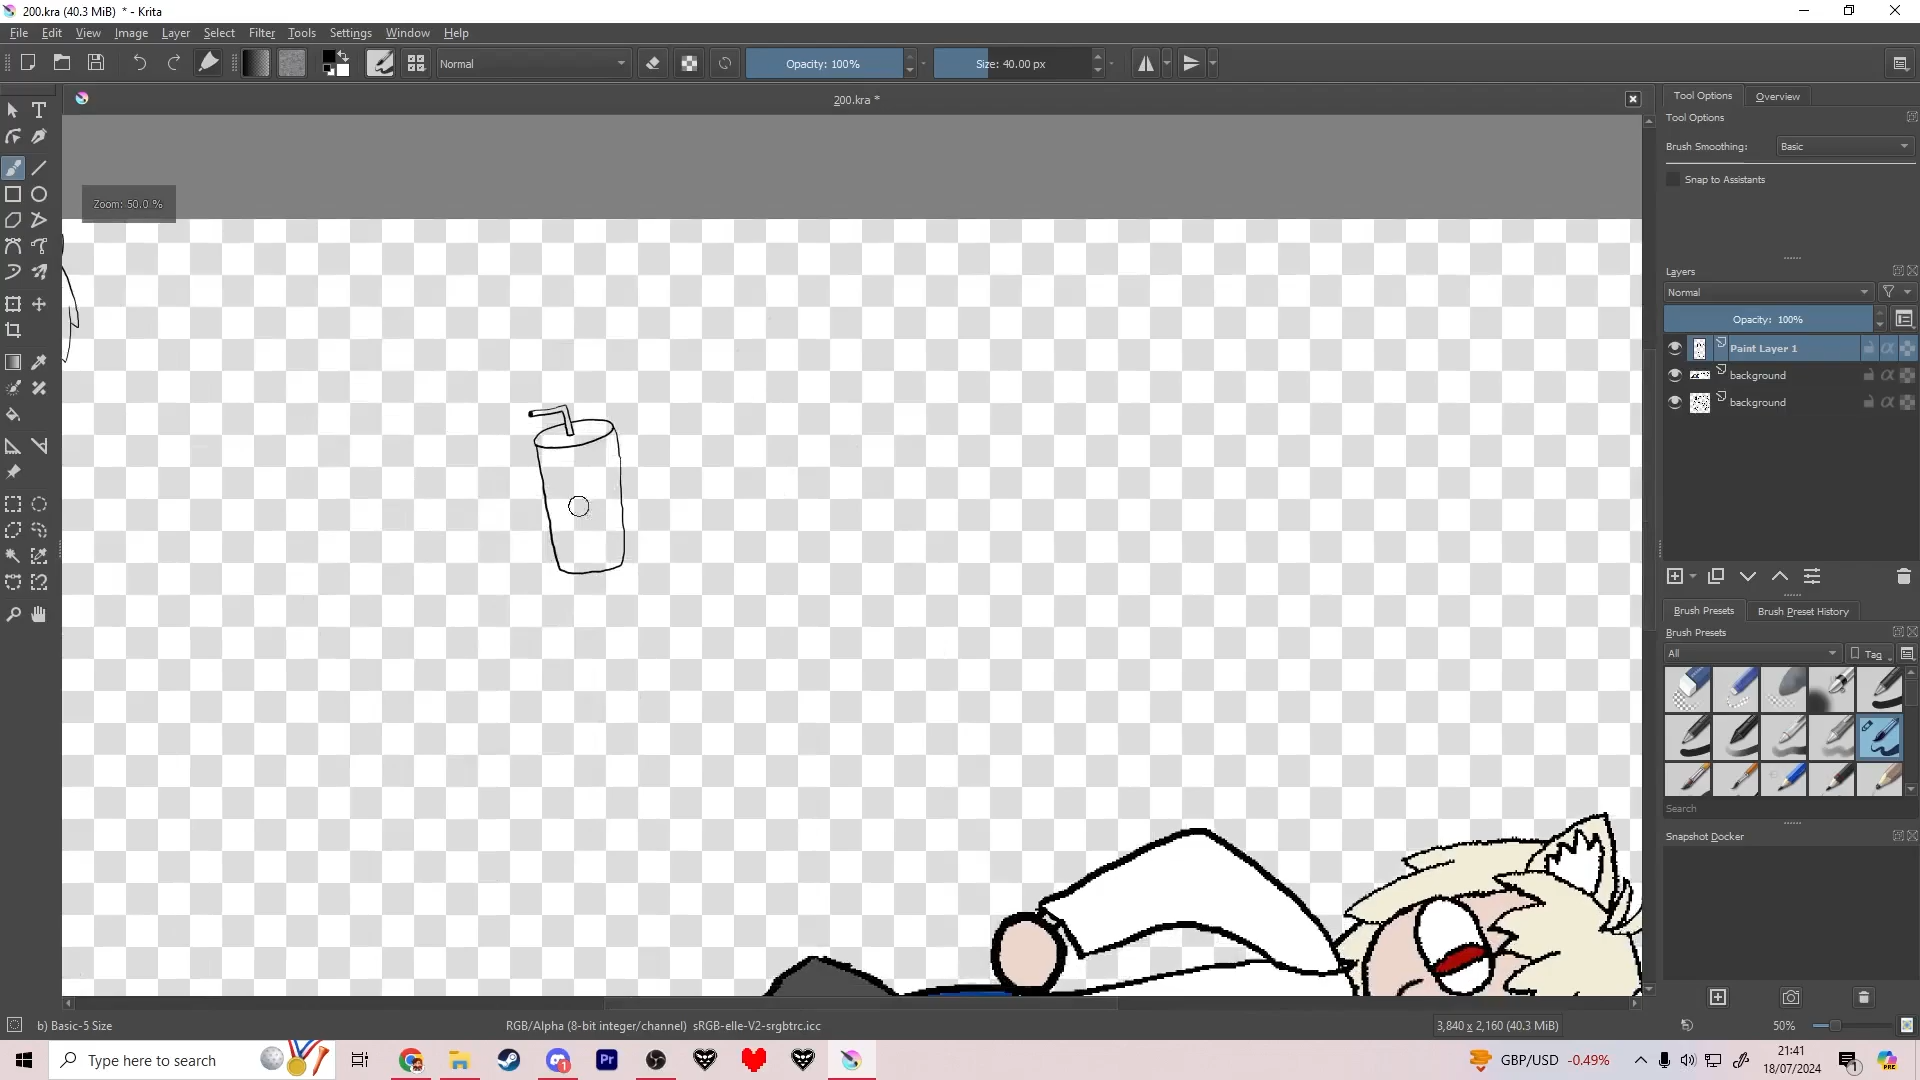 200.kra (40.3 MiB) * - Krita
File Edit View Image Layer Select Filter Tools Settings Window Help
Normal
Opacity: 100%
Size: 40.00 px
200.kra *
Zoom: 50.0 %
Tool Options Overview
Tool Options
Brush Smoothing: Basic
Snap to Assistants
Layers
Normal
Opacity: 100%
Paint Layer 1
background
background
Brush Presets Brush Preset History
Brush Presets
All
Tag
Search
Snapshot Docker
b) Basic-5 Size
RGB/Alpha (8-bit integer/channel) sRGB-elle-V2-srgbtrc.icc
3,840 x 2,160 (40.3 MiB)
50%
Type here to search
Pr
GBP/USD -0.49%
21:41
18/07/2024